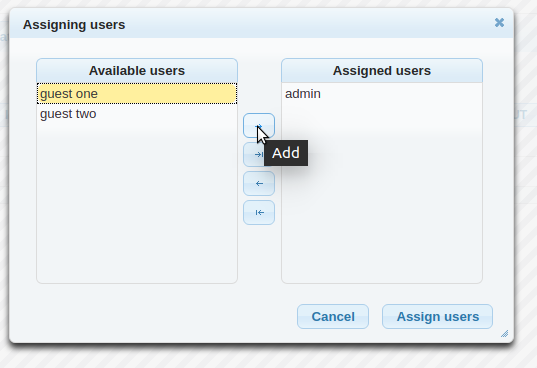 Assigning users
Available users
guest one
guest two
Add
Assigned users
admin
Cancel
Assign users